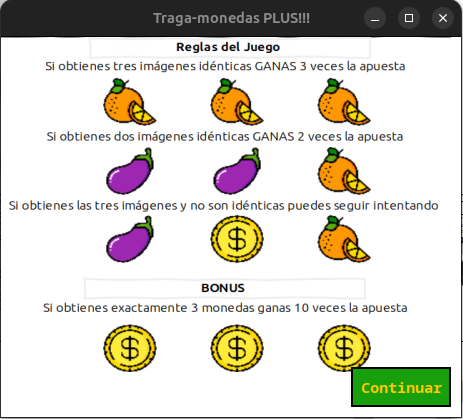 Traga-monedas PLUS!!!
Reglas del Juego
Si obtienes tres imágenes idénticas GANAS 3 veces la apuesta
Si obtienes dos imágenes idénticas GANAS 2 veces la apuesta
Si obtienes las tres imágenes y no son idénticas puedes seguir intentando
$
BONUS
Si obtienes exactamente 3 monedas ganas 10 veces la apuesta
$ $ $
Continuar